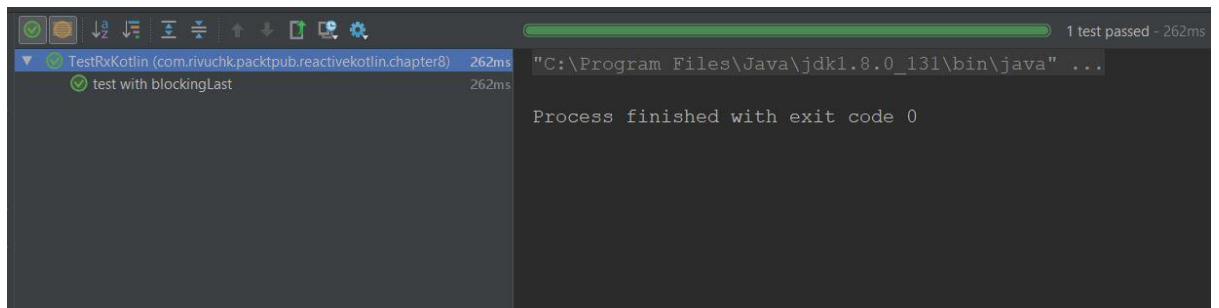 1 test passed - 262ms
TestRxKotlin (com.rivuchk.packtpub.reactivekotlin.chapter8) 262ms
test with blockingLast 262ms
"C:\Program Files\Java\jdk1.8.0_131\bin\java" ...
Process finished with exit code 0